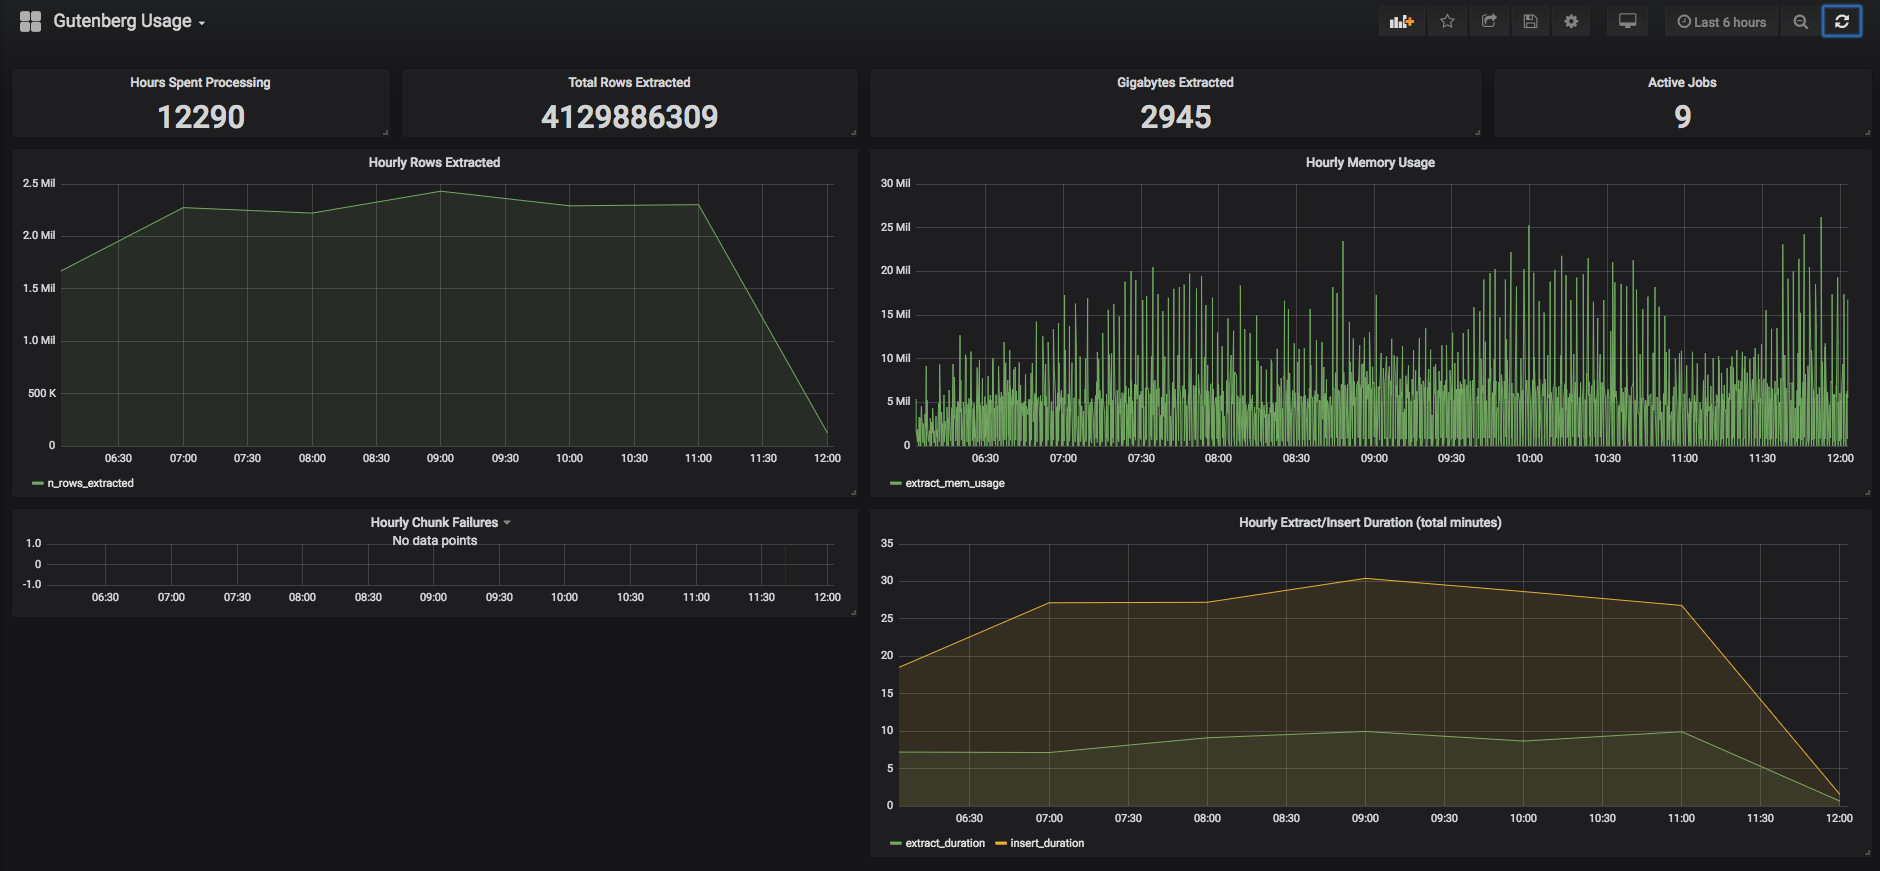 Gutenberg Usage
Last 6 hours
Hours Spent Processing
12290
Total Rows Extracted
4129886309
Gigabytes Extracted
2945
Active Jobs
9
Hourly Rows Extracted
2.5 Mil
2.0 Mil
1.5 Mil
1.0 Mil
500 K
0
06:30 07:00 07:30 08:00 08:30 09:00 09:30 10:00 10:30 11:00 11:30 12:00
n_rows_extracted
Hourly Memory Usage
30 Mil
25 Mil
20 Mil
15 Mil
10 Mil
5 Mil
0
06:30 07:00 07:30 08:00 08:30 09:00 09:30 10:00 10:30 11:00 11:30 12:00
extract_mem_usage
Hourly Chunk Failures
No data points
1.0
0
-1.0
06:30 07:00 07:30 08:00 08:30 09:00 09:30 10:00 10:30 11:00 11:30 12:00
Hourly Extract/Insert Duration (total minutes)
35
30
25
20
15
10
5
0
06:30 07:00 07:30 08:00 08:30 09:00 09:30 10:00 10:30 11:00 11:30 12:00
extract_duration insert_duration